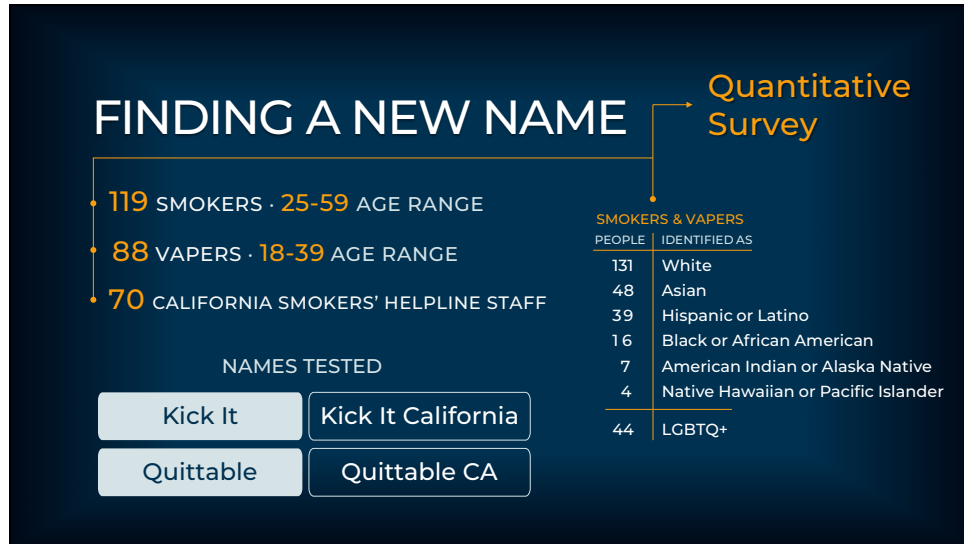 FINDING A NEW NAME
Quantitative
Survey
119 SMOKERS · 25-59 AGE RANGE
88 VAPERS · 18-39 AGE RANGE
70 CALIFORNIA SMOKERS' HELPLINE STAFF
NAMES TESTED
Kick It
Kick It California
Quittable
Quittable CA
SMOKERS & VAPERS
PEOPLE IDENTIFIED AS
131 White
48 Asian
39 Hispanic or Latino
16 Black or African American
7 American Indian or Alaska Native
4 Native Hawaiian or Pacific Islander
44 LGBTQ+